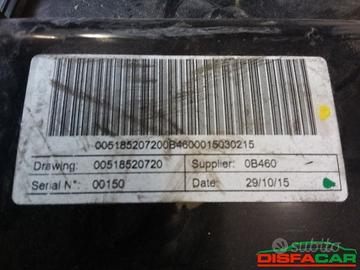 005185207200B4600015030215
Drawing: 00518520720 Supplier: 0B460
Serial N°: 00150 Date: 29/10/15
subito
DISFACAR